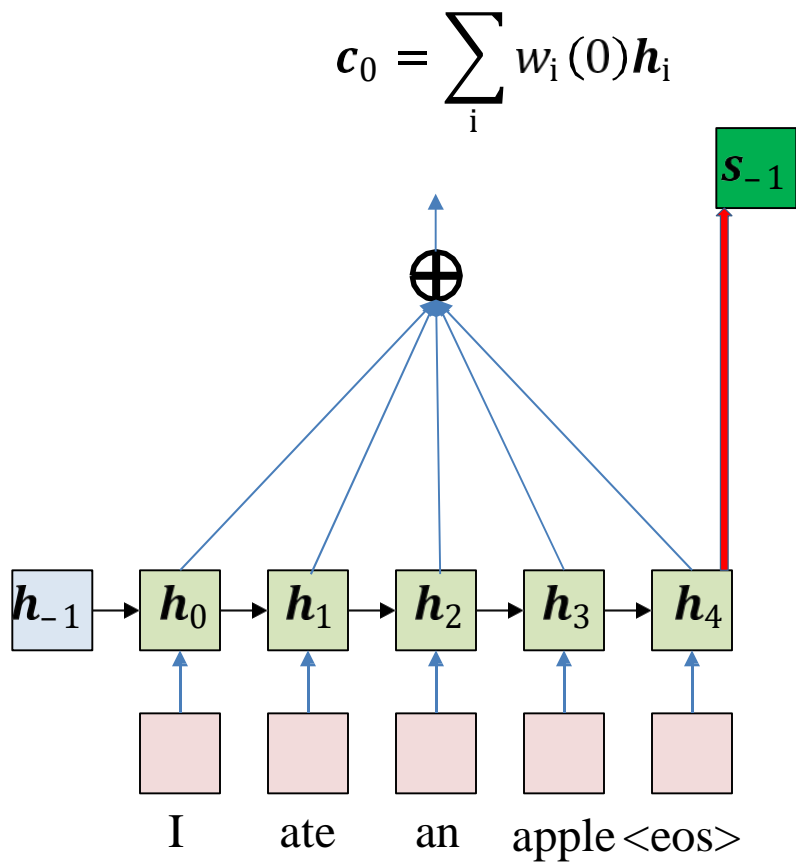 c₀ = ∑ᵢ wᵢ(0)hᵢ
s₋₁
h₋₁ h₀ h₁ h₂ h₃ h₄
I ate an apple <eos>